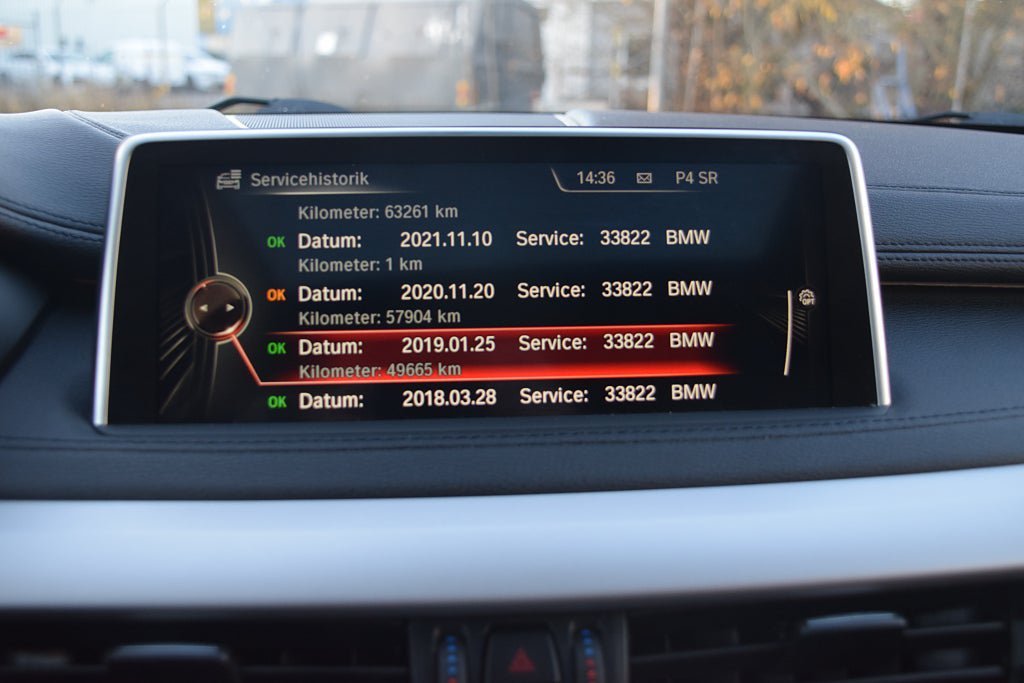 Servicehistorik 14:36 P4 SR
Kilometer: 63261 km
OK Datum: 2021.11.10 Service: 33822 BMW
Kilometer: 1 km
OK Datum: 2020.11.20 Service: 33822 BMW
OPT
Kilometer: 57904 km
OK Datum: 2019.01.25 Service: 33822 BMW
Kilometer: 49665 km
OK Datum: 2018.03.28 Service: 33822 BMW